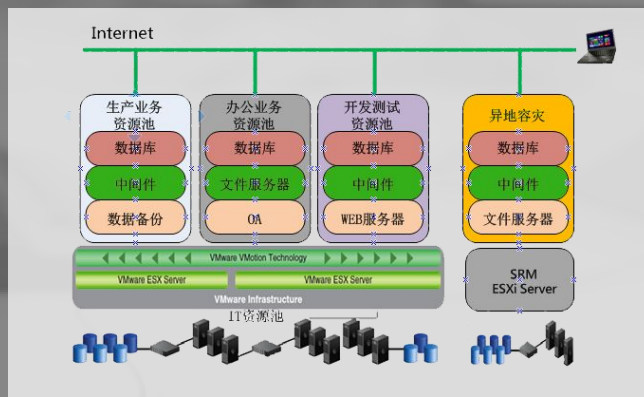 Internet
生产业务
资源池
数据库
中间件
数据备份
办公业务
资源池
数据库
文件服务器
OA
开发测试
资源池
数据库
中间件
WEB服务器
异地容灾
数据库
中间件
文件服务器
VMware VMotion Technology
VMware ESX Server
VMware ESX Server
VMware Infrastructure
IT资源池
SRM
ESXi Server